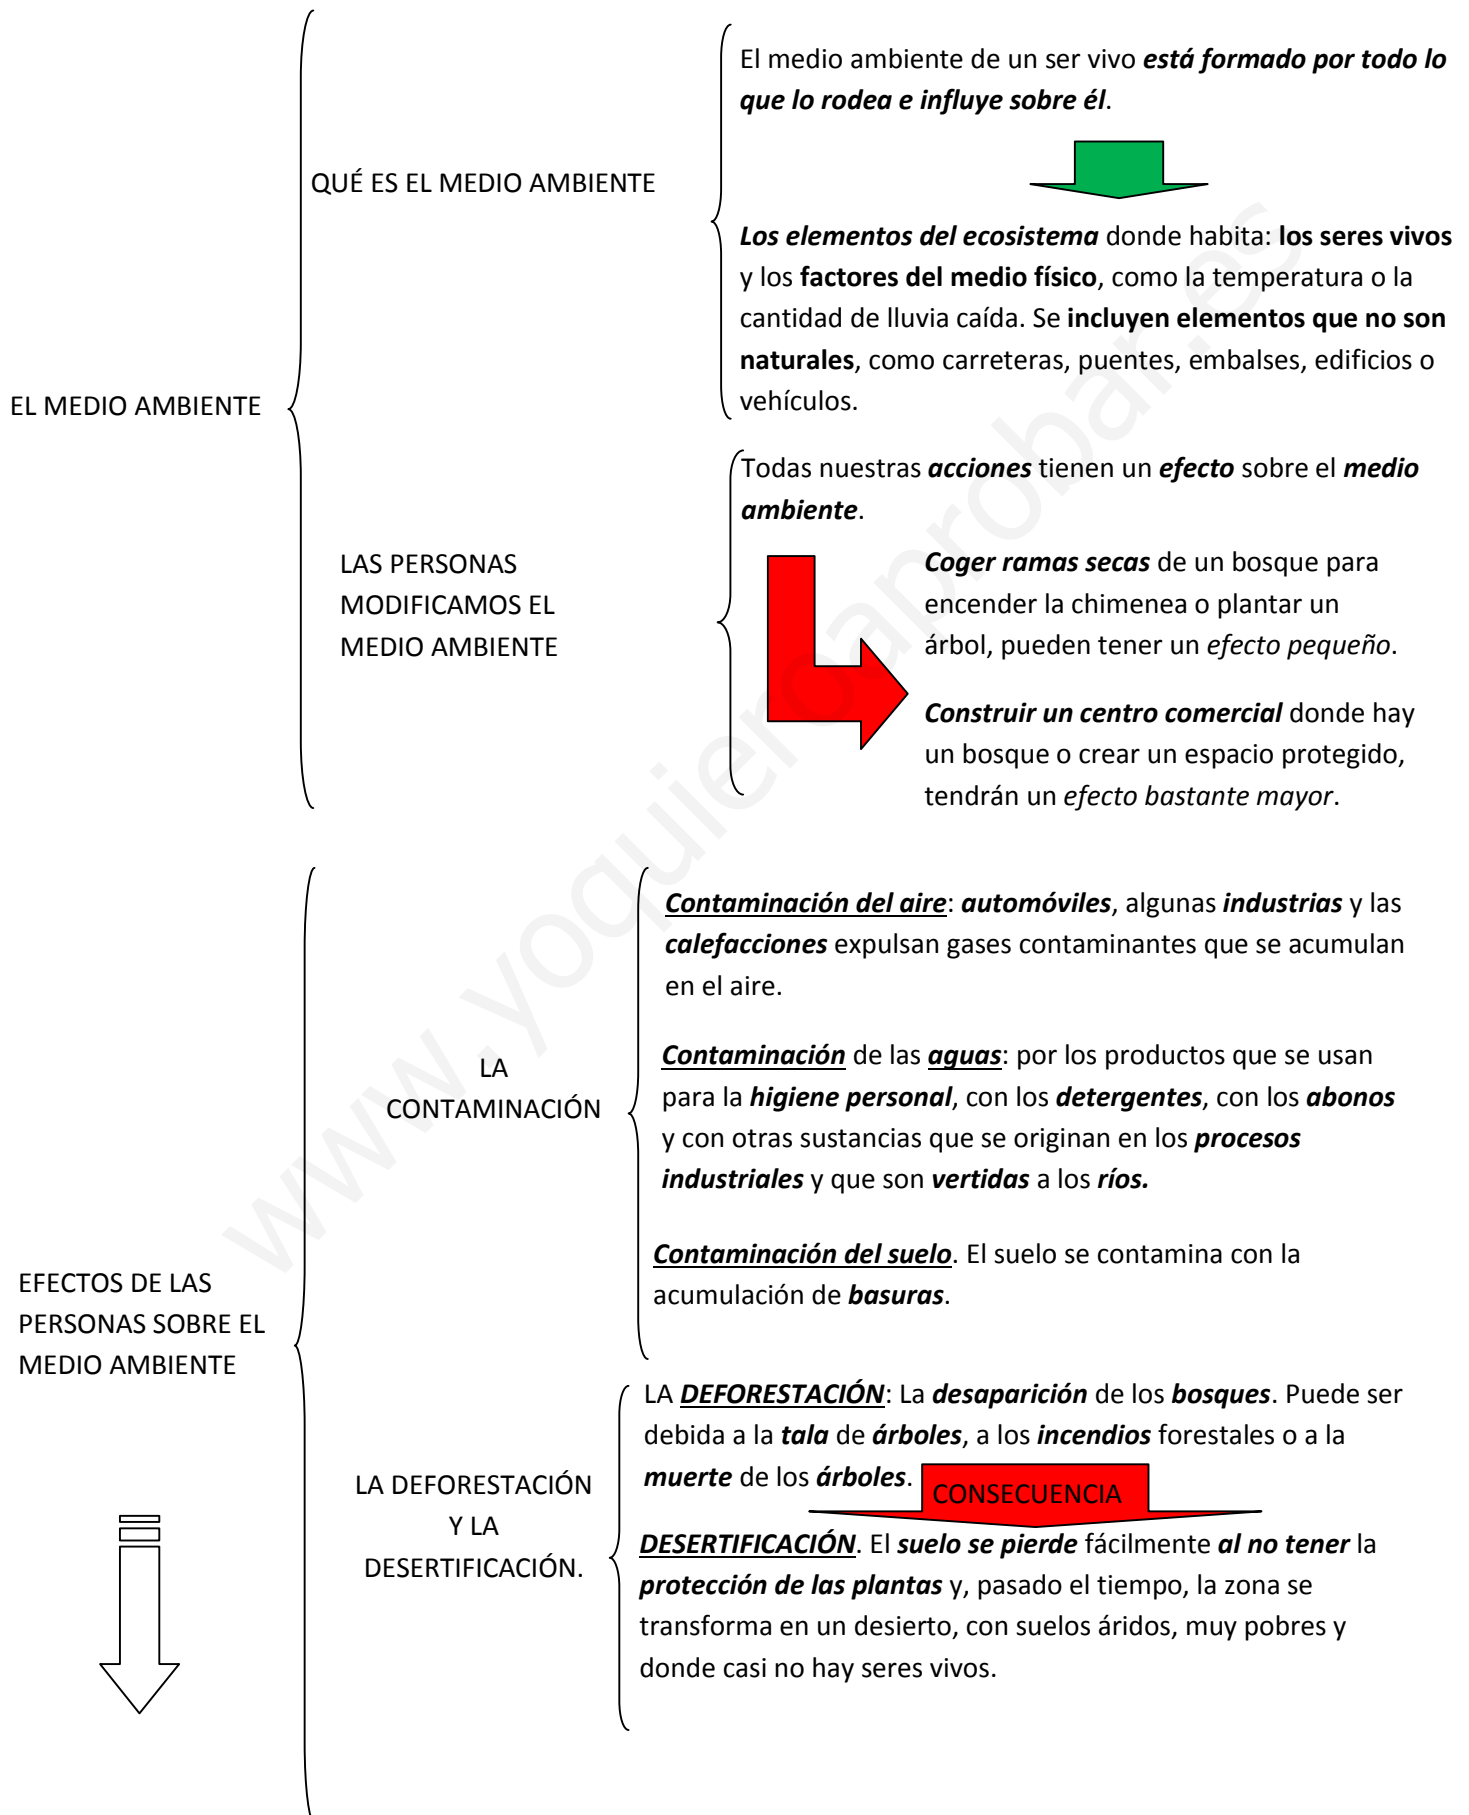 El medio ambiente de un ser vivo está formado por todo lo
que lo rodea e influye sobre él.
QUÉ ES EL MEDIO AMBIENTE
Los elementos del ecosistema donde habita: los seres vivos
y los factores del medio físico, como la temperatura o la
cantidad de lluvia caída. Se incluyen elementos que no son
naturales, como carreteras, puentes, embalses, edificios o
vehículos.
EL MEDIO AMBIENTE
Todas nuestras acciones tienen un efecto sobre el medio
ambiente.
LAS PERSONAS
MODIFICAMOS EL
MEDIO AMBIENTE
Coger ramas secas de un bosque para
encender la chimenea o plantar un
árbol, pueden tener un efecto pequeño.
Construir un centro comercial donde hay
un bosque o crear un espacio protegido,
tendrán un efecto bastante mayor.
Contaminación del aire: automóviles, algunas industrias y las
calefacciones expulsan gases contaminantes que se acumulan
en el aire.
LA
CONTAMINACIÓN
Contaminación de las aguas: por los productos que se usan
para la higiene personal, con los detergentes, con los abonos
y con otras sustancias que se originan en los procesos
industriales y que son vertidas a los ríos.
Contaminación del suelo. El suelo se contamina con la
acumulación de basuras.
EFECTOS DE LAS
PERSONAS SOBRE EL
MEDIO AMBIENTE
LA DEFORESTACIÓN: La desaparición de los bosques. Puede ser
debida a la tala de árboles, a los incendios forestales o a la
muerte de los árboles.
CONSECUENCIA
LA DEFORESTACIÓN
Y LA
DESERTIFICACIÓN.
DESERTIFICACIÓN. El suelo se pierde fácilmente al no tener la
protección de las plantas y, pasado el tiempo, la zona se
transforma en un desierto, con suelos áridos, muy pobres y
donde casi no hay seres vivos.
www.yoquieroaprobar.es